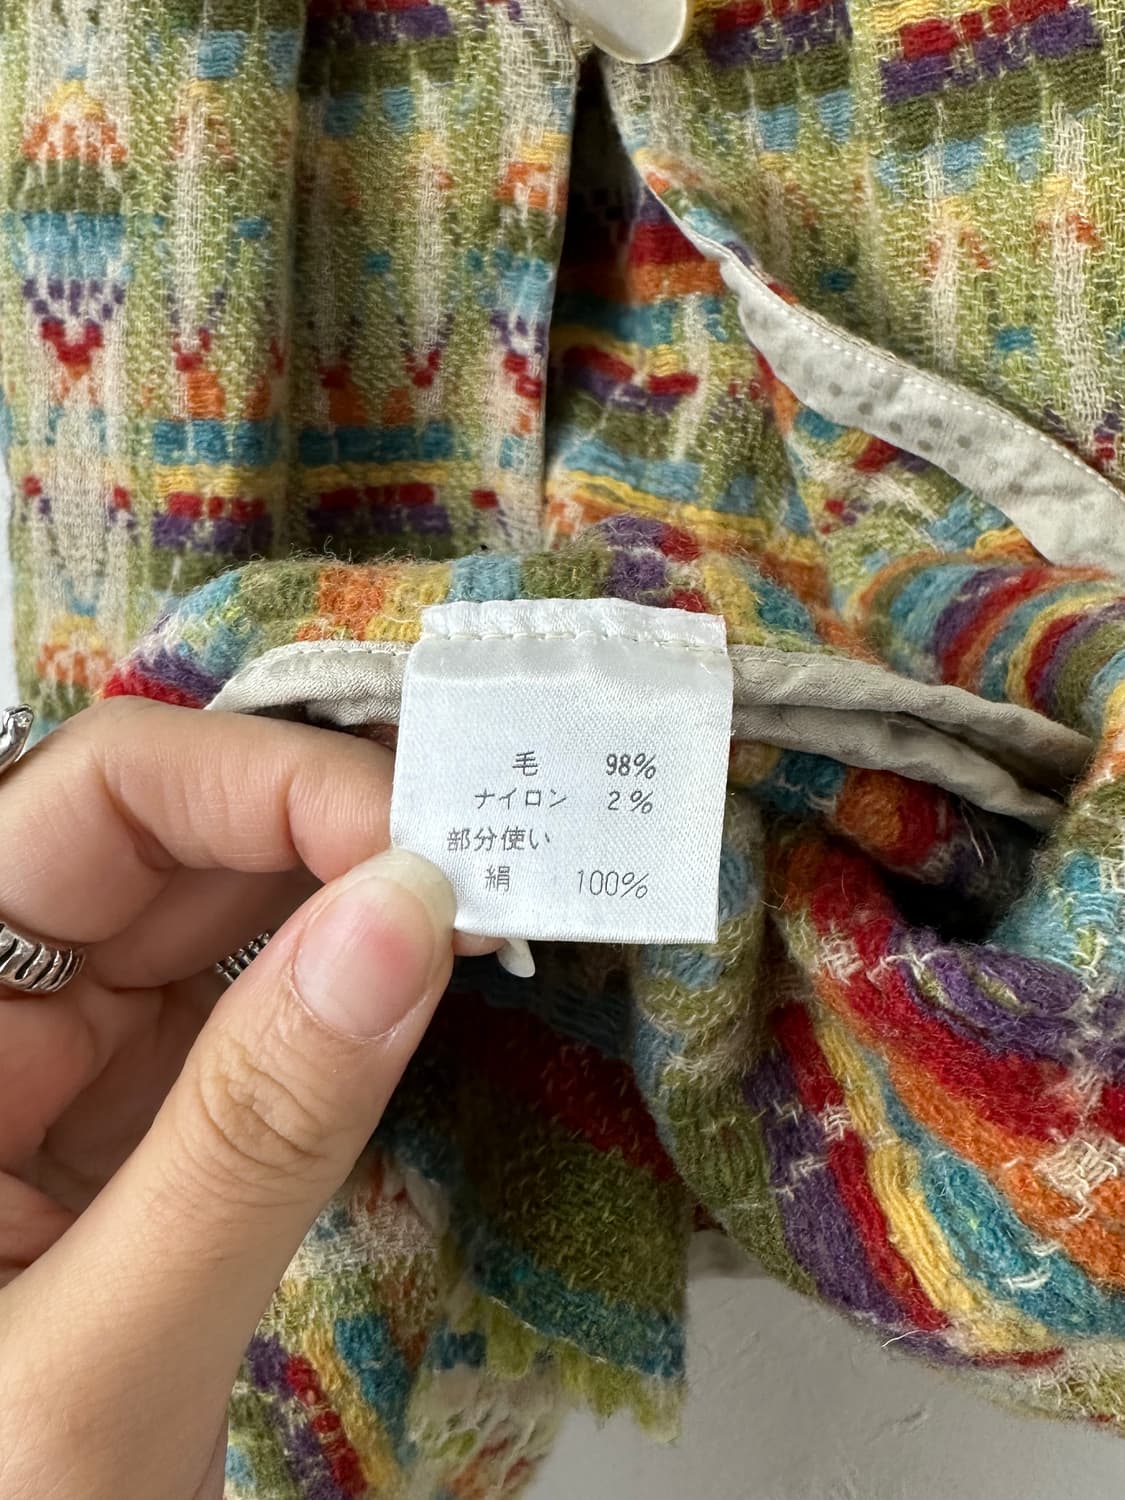 毛 98%
ナイロン 2%
部分使い
絹 100%